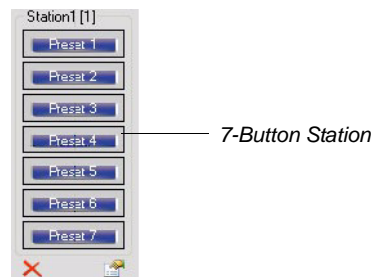 Station1 [1]
Preset 1
Preset 2
Preset 3
Preset 4
7-Button Station
Preset 5
Preset 6
Preset 7